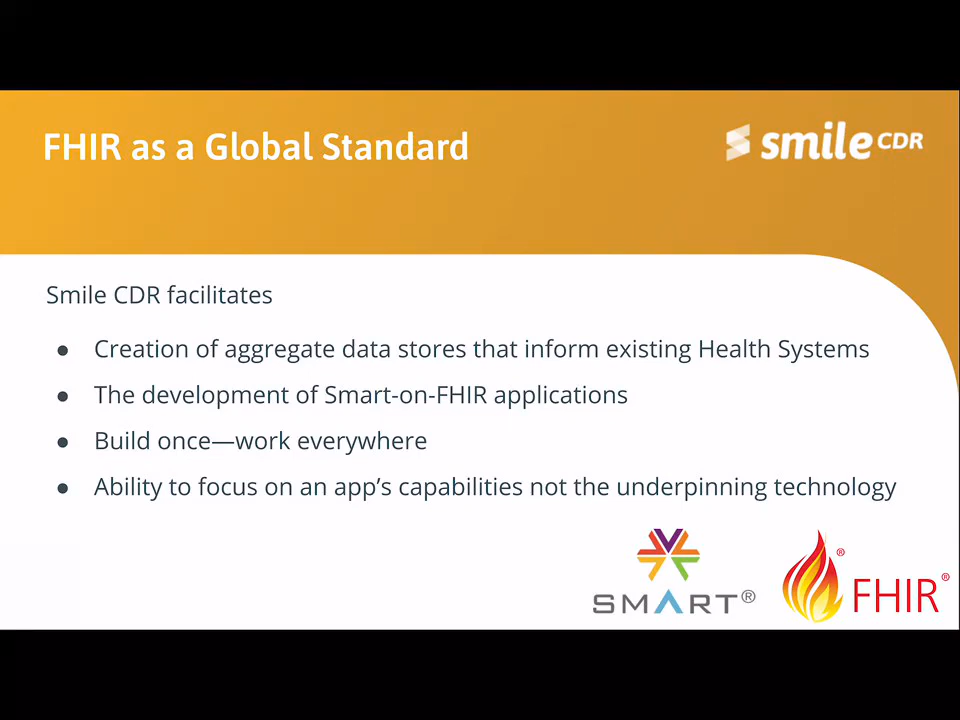 FHIR as a Global Standard
smile CDR
Smile CDR facilitates
● Creation of aggregate data stores that inform existing Health Systems
● The development of Smart-on-FHIR applications
● Build once—work everywhere
● Ability to focus on an app’s capabilities not the underpinning technology
SMART®
FHIR®